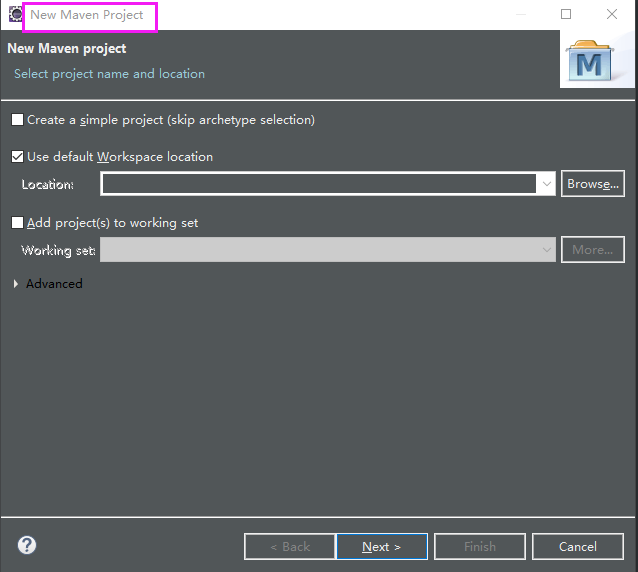 New Maven Project
New Maven project
Select project name and location
M
Create a simple project (skip archetype selection)
Use default Workspace location
Location:
Browse...
Add project(s) to working set
Working set:
More...
Advanced
?
< Back
Next >
Finish
Cancel